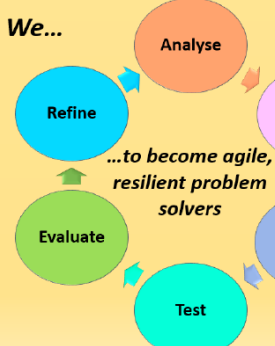 We...
Analyse
Refine
...to become agile,
resilient problem
solvers
Evaluate
Test